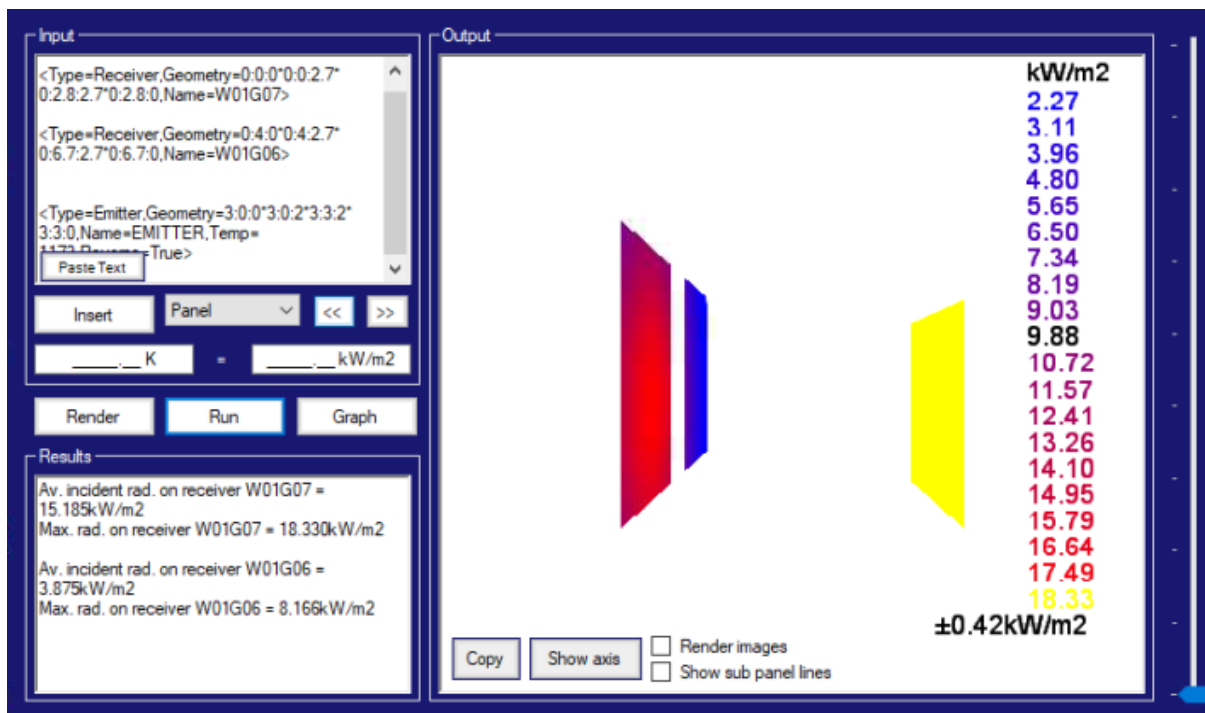 Input
<Type=Receiver,Geometry=0:0:0*0:0:2.7*
0:2.8:2.7*0:2.8:0,Name=W01G07>
<Type=Receiver,Geometry=0:4:0*0:4:2.7*
0:6.7:2.7*0:6.7:0,Name=W01G06>
<Type=Emitter,Geometry=3:0:0*3:0:2*3:3:2*
3:3:0,Name=EMITTER,Temp=
=True>
Paste Text
Insert
Panel
<<
>>
_____.__ K
=
_____.__ kW/m2
Render
Run
Graph
Results
Av. incident rad. on receiver W01G07 =
15.185kW/m2
Max. rad. on receiver W01G07 = 18.330kW/m2
Av. incident rad. on receiver W01G06 =
3.875kW/m2
Max. rad. on receiver W01G06 = 8.166kW/m2
Output
kW/m2
2.27
3.11
3.96
4.80
5.65
6.50
7.34
8.19
9.03
9.88
10.72
11.57
12.41
13.26
14.10
14.95
15.79
16.64
17.49
18.33
±0.42kW/m2
Copy
Show axis
Render images
Show sub panel lines